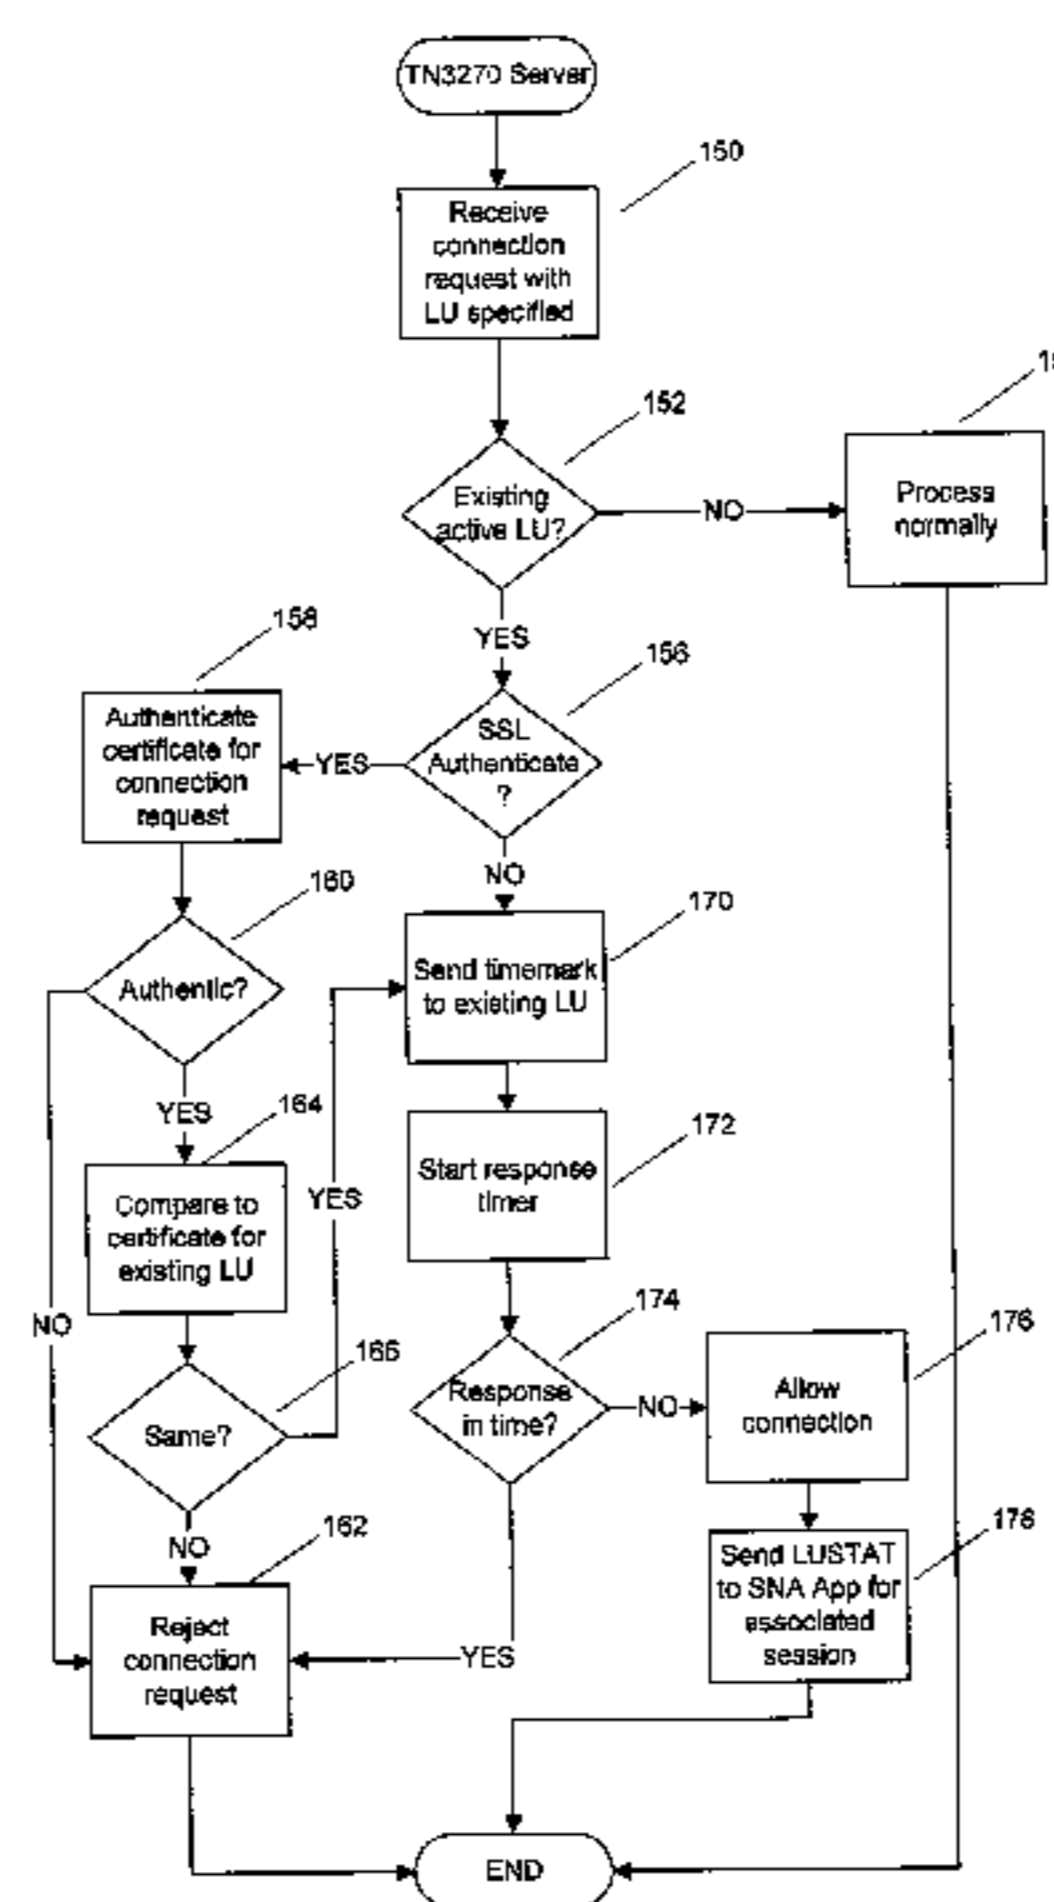 TN3270 Server
150
Receive
connection
request with
LU specified
152
Existing
active LU?
NO
Process
normally
YES
158
156
Authenticate
certificate for
connection
request
YES
SSL
Authenticate
?
NO
160
170
Authentic?
Send timemark
to existing LU
YES
164
172
Compare to
certificate for
existing LU
YES
Start response
timer
NO
174
176
166
Same?
Response
in time?
NO
Allow
connection
NO
162
178
Reject
connection
request
YES
Send LUSTAT
to SNA App for
associated
session
END